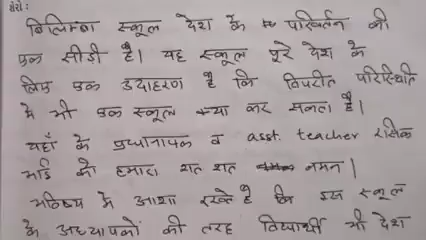 बिलिम्बा स्कूल देश के परिवर्तन की
एक सीढ़ी है। यह स्कूल पूरे देश के
लिए एक उदाहरण है कि विपरीत परिस्थिति
मे भी एक स्कूल क्या कर सकता है।
यहाँ के प्रधानापक व asst. teacher रसिक
भाई को हमारा शत शत नमन।
भविष्य मे आशा रखते है कि इस स्कूल
के अध्यापकों की तरह विद्यार्थी भी देश